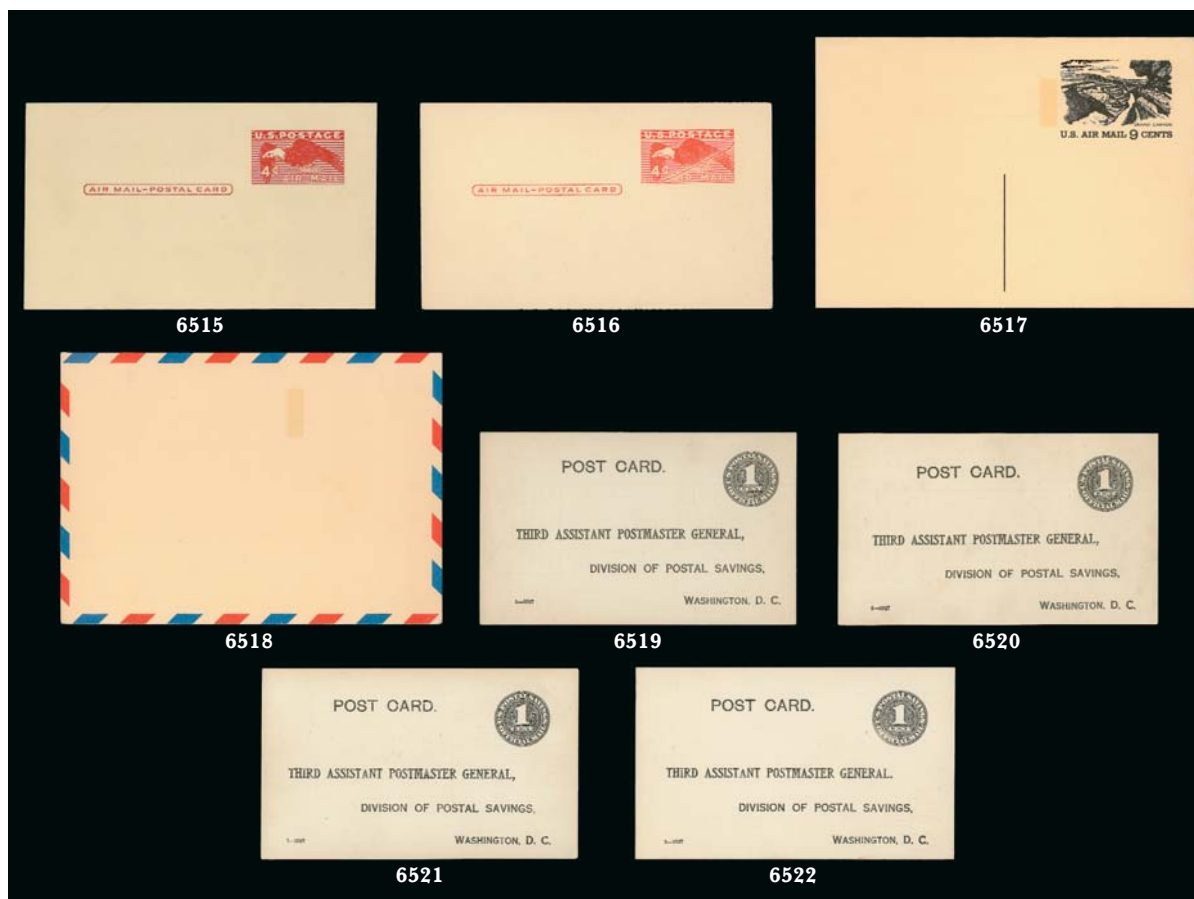 U.S.POSTAGE
4¢
AIR MAIL
AIR MAIL-POSTAL CARD
6515
U.S.POSTAGE
4¢
AIR MAIL
AIR MAIL-POSTAL CARD
6516
GRAND CANYON
U.S. AIR MAIL 9 CENTS
6517
6518
POST CARD.
1
THIRD ASSISTANT POSTMASTER GENERAL,
DIVISION OF POSTAL SAVINGS,
WASHINGTON, D. C.
6519
POST CARD.
1
THIRD ASSISTANT POSTMASTER GENERAL,
DIVISION OF POSTAL SAVINGS,
WASHINGTON, D. C.
6520
POST CARD.
1
THIRD ASSISTANT POSTMASTER GENERAL,
DIVISION OF POSTAL SAVINGS,
WASHINGTON, D. C.
6521
POST CARD.
1
THIRD ASSISTANT POSTMASTER GENERAL.
DIVISION OF POSTAL SAVINGS,
WASHINGTON, D. C.
6522